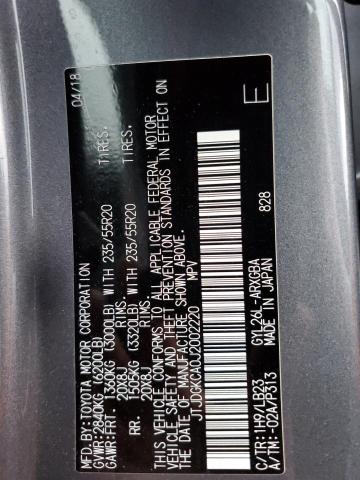 MFD. BY: TOYOTA MOTOR CORPORATION 04/18
GVWR: 2840KG (6200LB)
GAWR: FRT. 1360KG (3000LB) WITH 235/55R20 TIRES,
20X8J RIMS,
RR. 1505KG (3320LB) WITH 235/55R20 TIRES,
20X8J RIMS,
THIS VEHICLE CONFORMS TO ALL APPLICABLE FEDERAL MOTOR
VEHICLE SAFETY AND THEFT PREVENTION STANDARDS IN EFFECT ON
THE DATE OF MANUFACTURE SHOWN ABOVE.
JTJDGKCA0J2002220 MPV
E
C/TR: 1H9/LB23 GYL26L-ARXGBA 828
A/TM: -02A/P313 MADE IN JAPAN